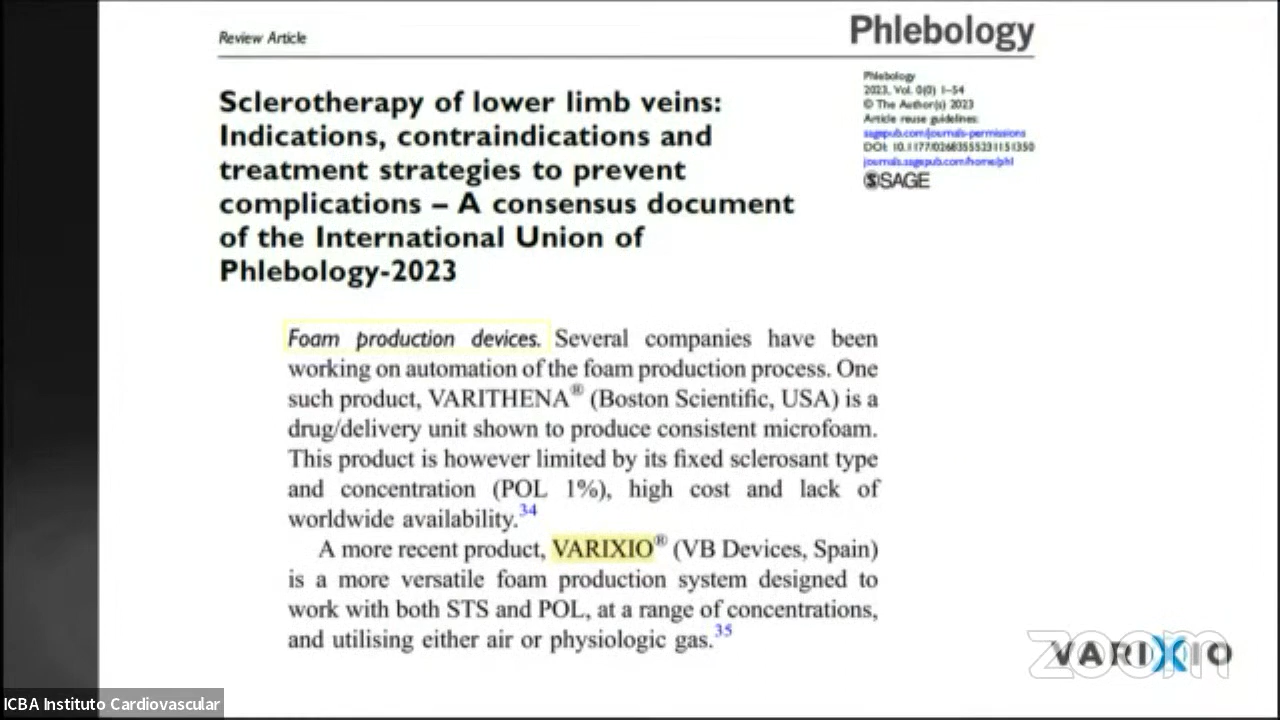 Review Article
Phlebology
Sclerotherapy of lower limb veins:
Indications, contraindications and
treatment strategies to prevent
complications – A consensus document
of the International Union of
Phlebology-2023
Phlebology
2023, Vol. 0(0) 1–54
© The Author(s) 2023
Article reuse guidelines:
sagepub.com/journals-permissions
DOI: 10.1177/02683555231151350
journals.sagepub.com/home/phl
SAGE
Foam production devices. Several companies have been
working on automation of the foam production process. One
such product, VARITHENA® (Boston Scientific, USA) is a
drug/delivery unit shown to produce consistent microfoam.
This product is however limited by its fixed sclerosant type
and concentration (POL 1%), high cost and lack of
worldwide availability.34
A more recent product, VARIXIO® (VB Devices, Spain)
is a more versatile foam production system designed to
work with both STS and POL, at a range of concentrations,
and utilising either air or physiologic gas.35
VARIXIO
zoom
ICBA Instituto Cardiovascular